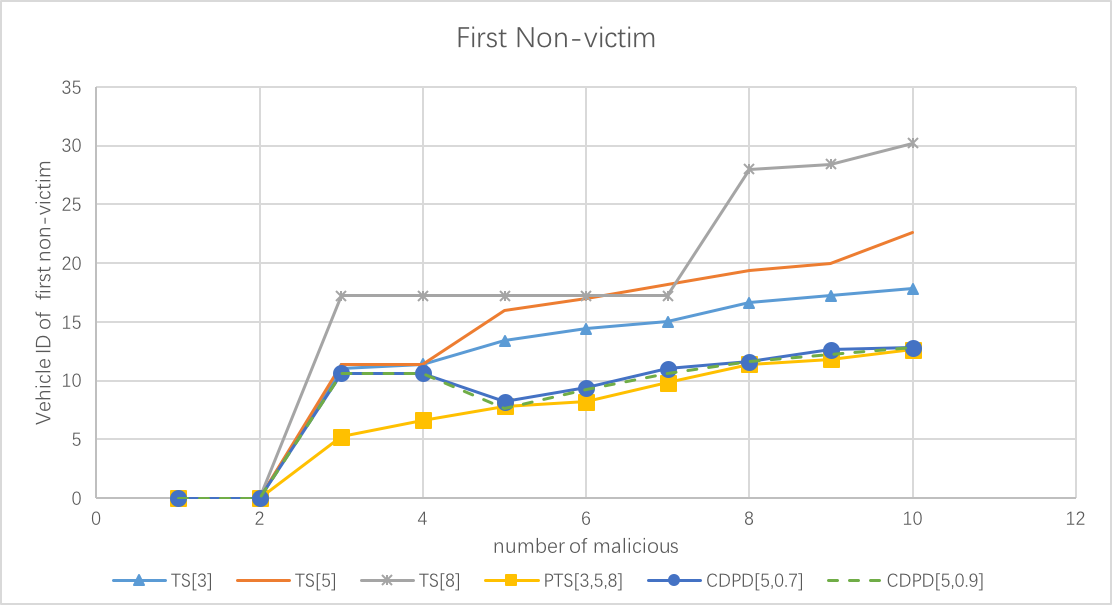 First Non-victim
Vehicle ID of first non-victim
35
30
25
20
15
10
5
0
0 2 4 6 8 10 12
number of malicious
TS[3] TS[5] TS[8] PTS[3,5,8] CDPD[5,0.7] CDPD[5,0.9]